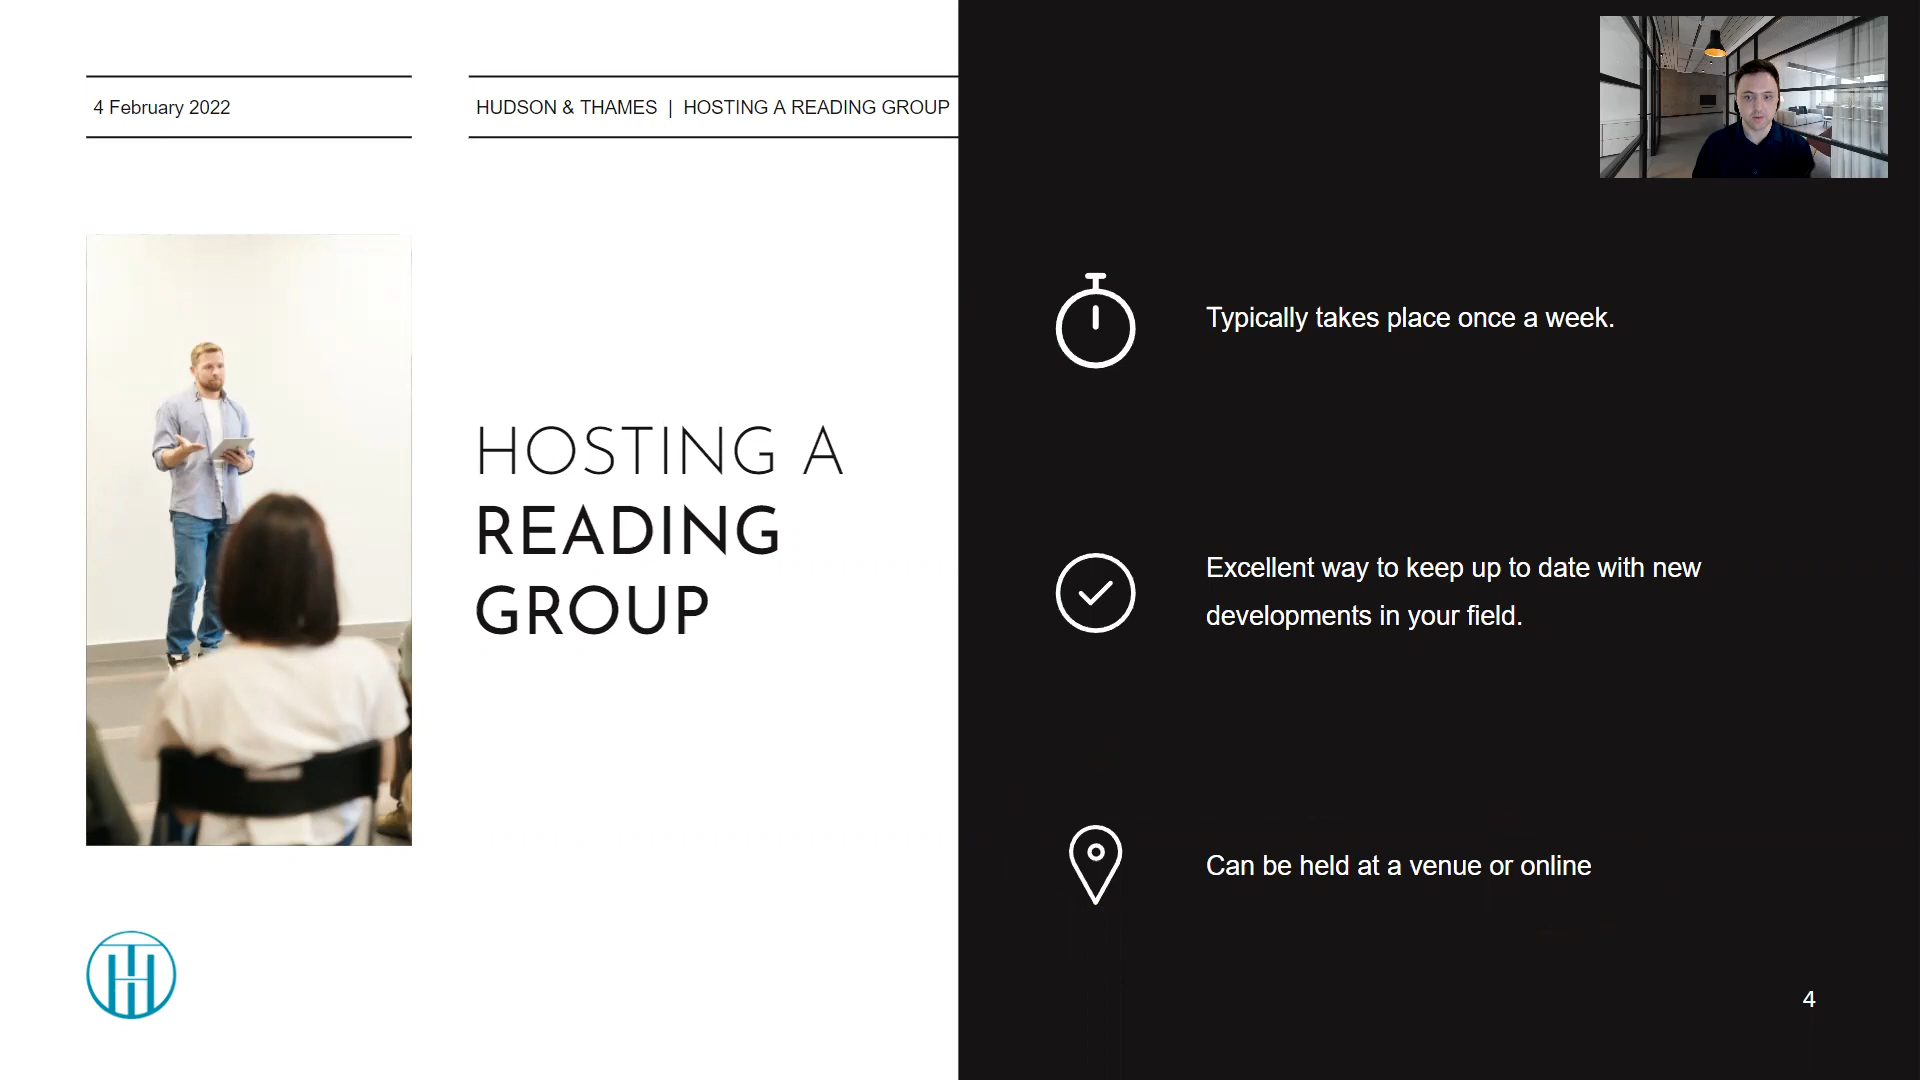 4 February 2022
HUDSON & THAMES | HOSTING A READING GROUP
HOSTING A
READING
GROUP
Typically takes place once a week.
Excellent way to keep up to date with new
developments in your field.
Can be held at a venue or online
4